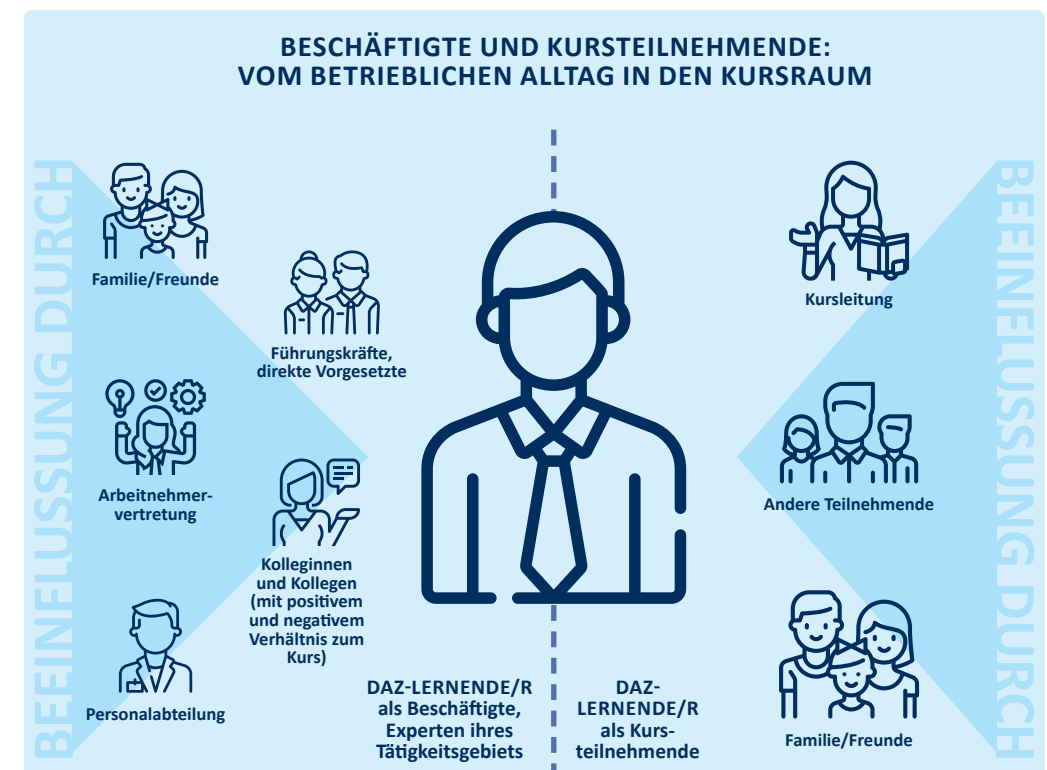 BESCHÄFTIGTE UND KURSTEILNEHMENDE:
VOM BETRIEBLICHEN ALLTAG IN DEN KURSRAUM
BEEINFLUSSUNG DURCH
Familie/Freunde
Führungskräfte,
direkte Vorgesetzte
Arbeitnehmer-
vertretung
Kolleginnen
und Kollegen
(mit positivem
und negativem
Verhältnis zum
Kurs)
Personalabteilung
DAZ-LERNENDE/R
als Beschäftigte,
Experten ihres
Tätigkeitsgebiets
DAZ-
LERNENDE/R
als Kurs-
teilnehmende
Kursleitung
Andere Teilnehmende
Familie/Freunde
BEEINFLUSSUNG DURCH